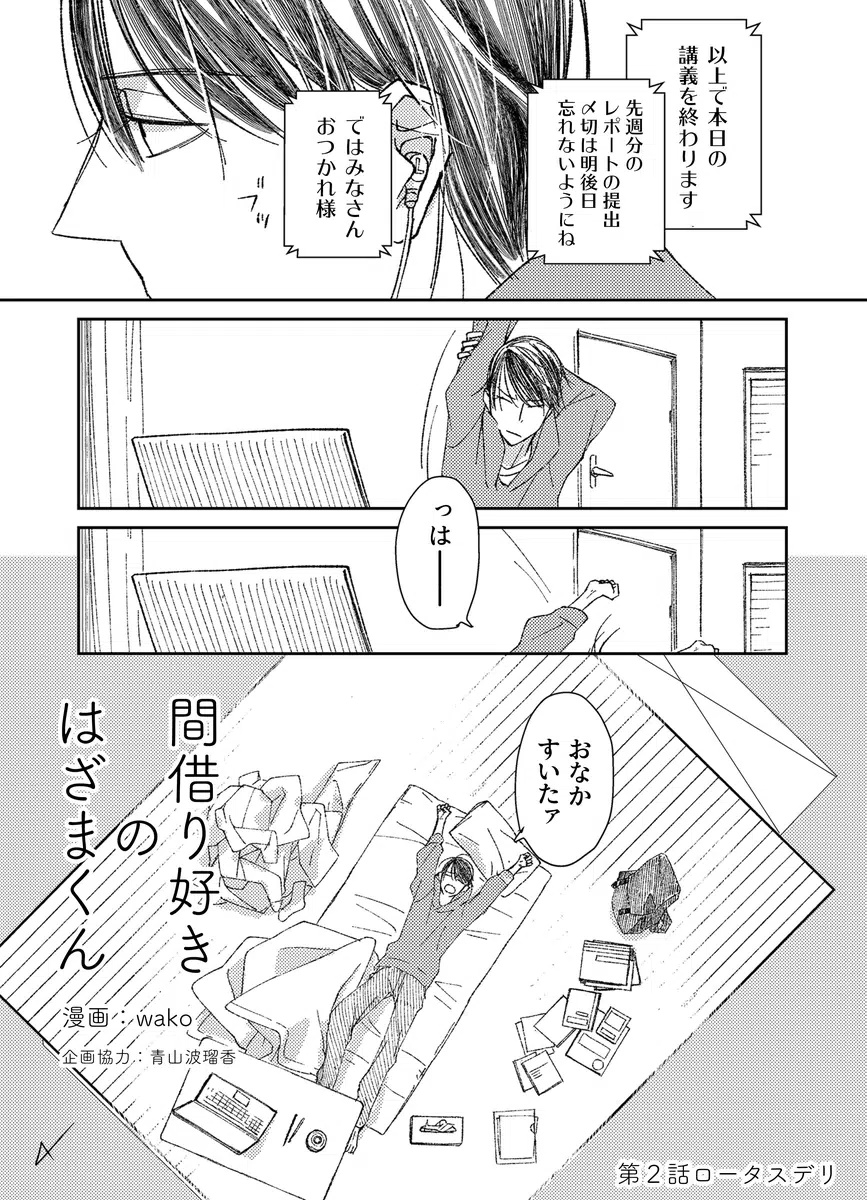 以上で本日の
講義を終わります
先週分の
レポートの提出
〆切は明後日
忘れないようにね
ではみなさん
おつかれ様
っはー
おなか
すいたァ
間借り好き
の
はざまくん
漫画：wako
企画協力：青山波瑠香
第2話ロータスデリ